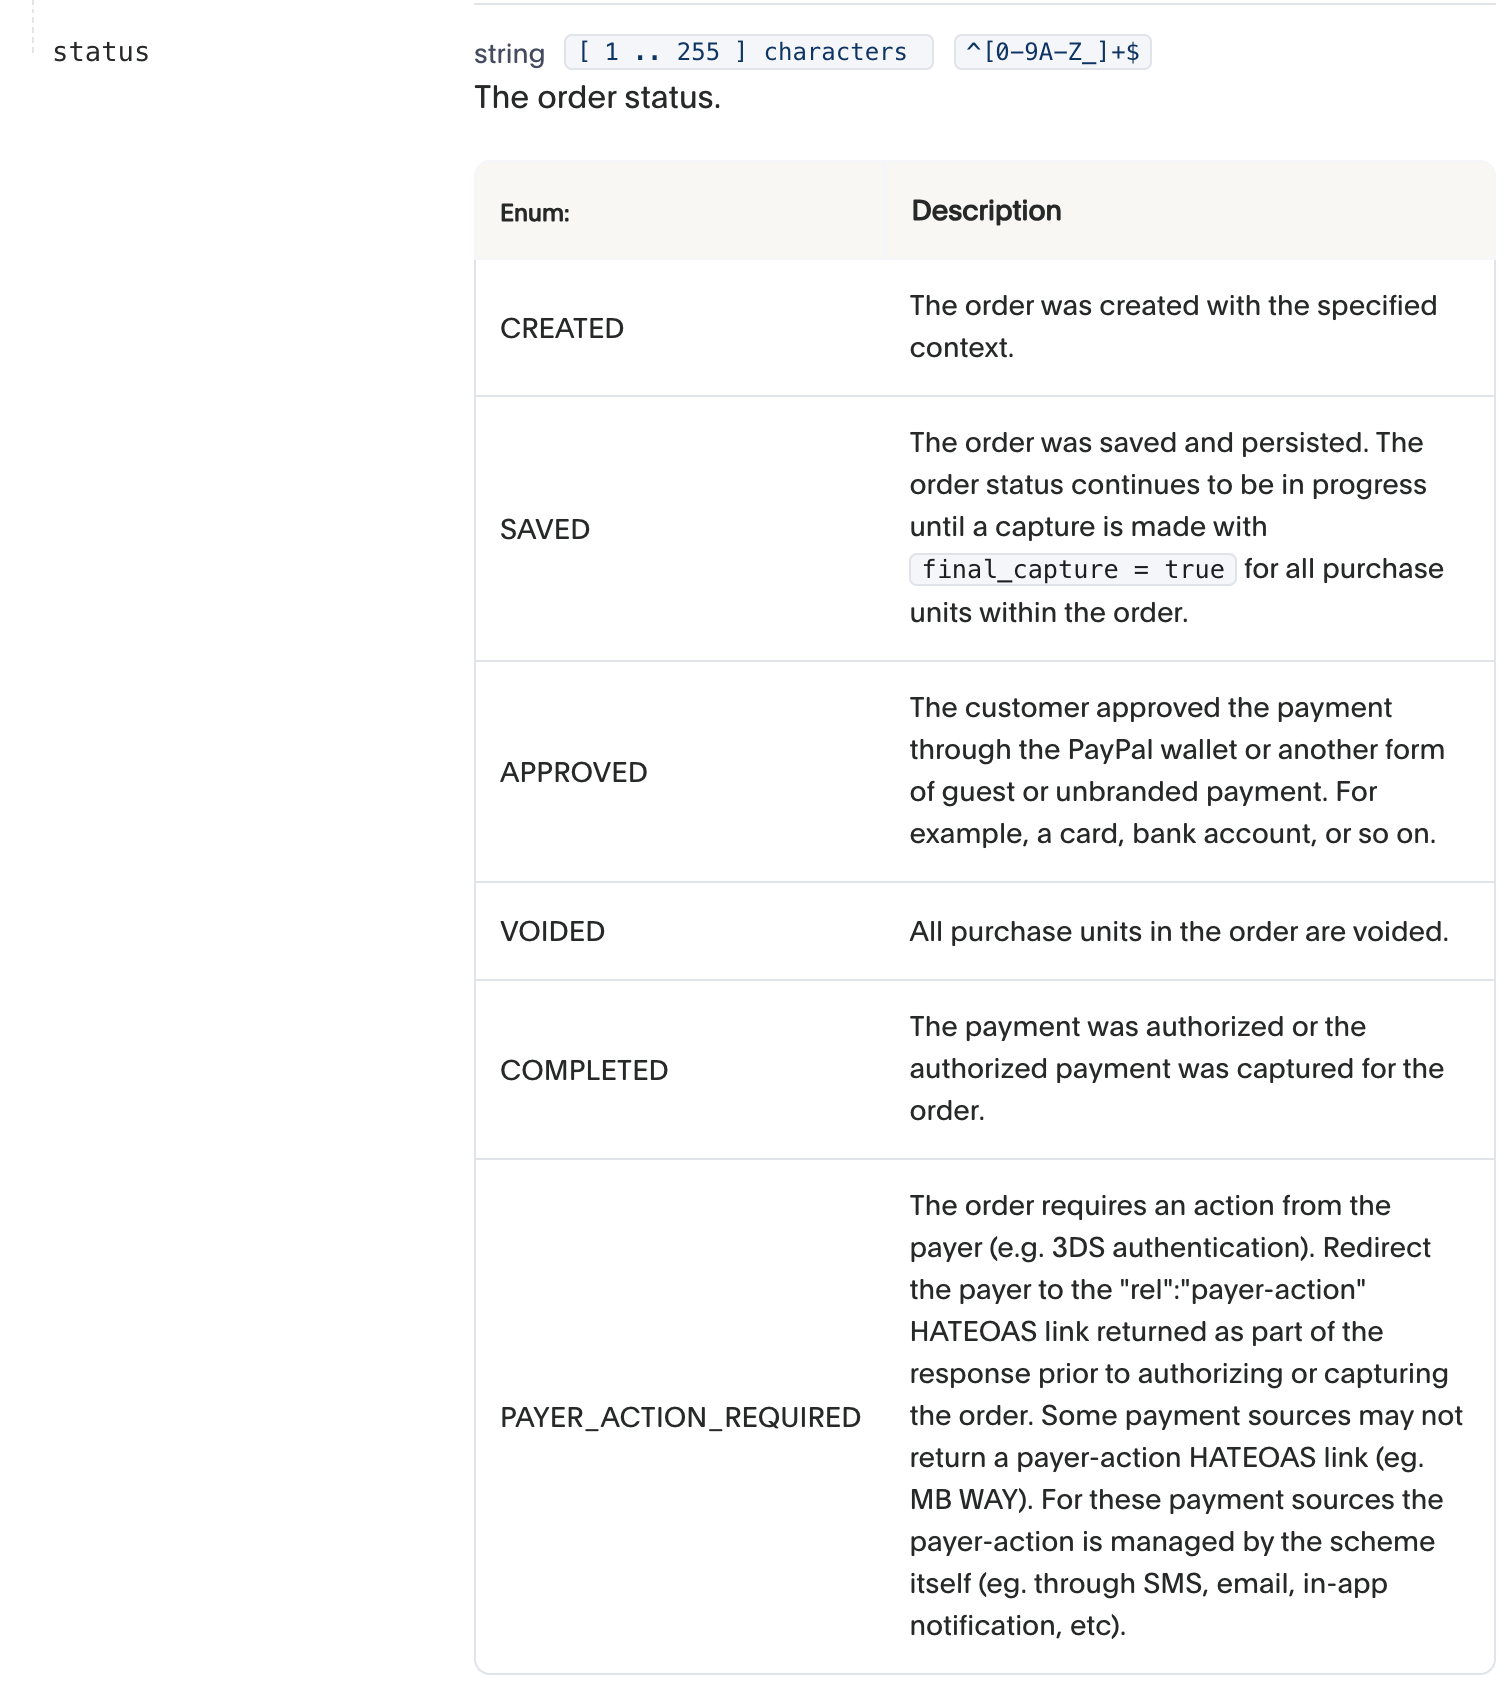 status
string [ 1 .. 255 ] characters ^[0-9A-Z_]+$
The order status.
Enum: Description
CREATED
The order was created with the specified
context.
SAVED
The order was saved and persisted. The
order status continues to be in progress
until a capture is made with
final_capture = true for all purchase
units within the order.
APPROVED
The customer approved the payment
through the PayPal wallet or another form
of guest or unbranded payment. For
example, a card, bank account, or so on.
VOIDED
All purchase units in the order are voided.
COMPLETED
The payment was authorized or the
authorized payment was captured for the
order.
PAYER_ACTION_REQUIRED
The order requires an action from the
payer (e.g. 3DS authentication). Redirect
the payer to the "rel":"payer-action"
HATEOAS link returned as part of the
response prior to authorizing or capturing
the order. Some payment sources may not
return a payer-action HATEOAS link (eg.
MB WAY). For these payment sources the
payer-action is managed by the scheme
itself (eg. through SMS, email, in-app
notification, etc).